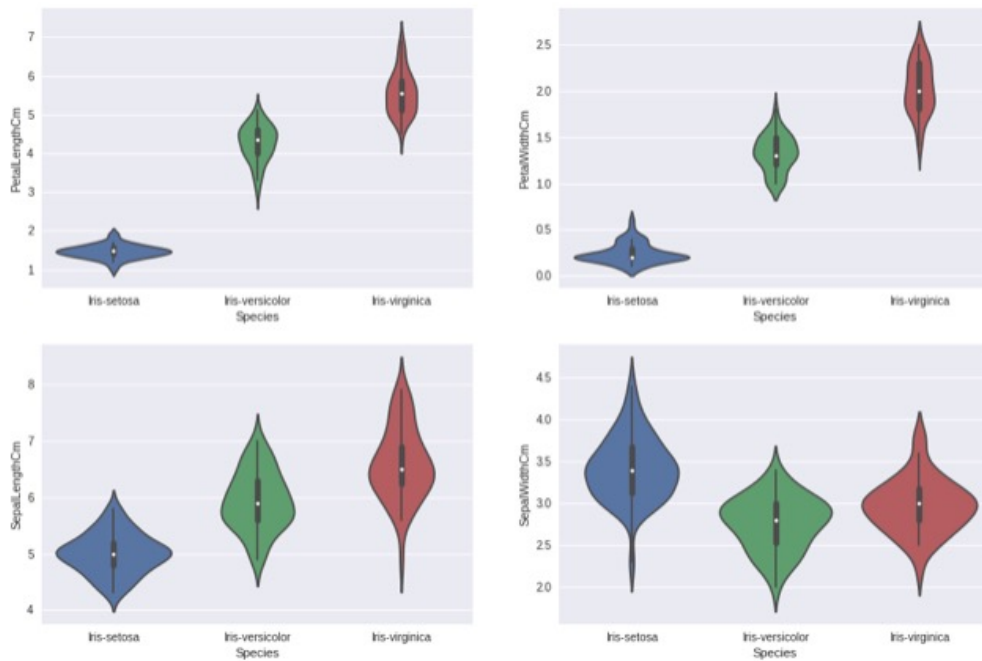 PetalLengthCm
7
6
5
4
3
2
1
Iris-setosa Iris-versicolor Iris-virginica
Species
PetalWidthCm
2.5
2.0
1.5
1.0
0.5
0.0
Iris-setosa Iris-versicolor Iris-virginica
Species
SepalLengthCm
8
7
6
5
4
Iris-setosa Iris-versicolor Iris-virginica
Species
SepalWidthCm
4.5
4.0
3.5
3.0
2.5
2.0
Iris-setosa Iris-versicolor Iris-virginica
Species